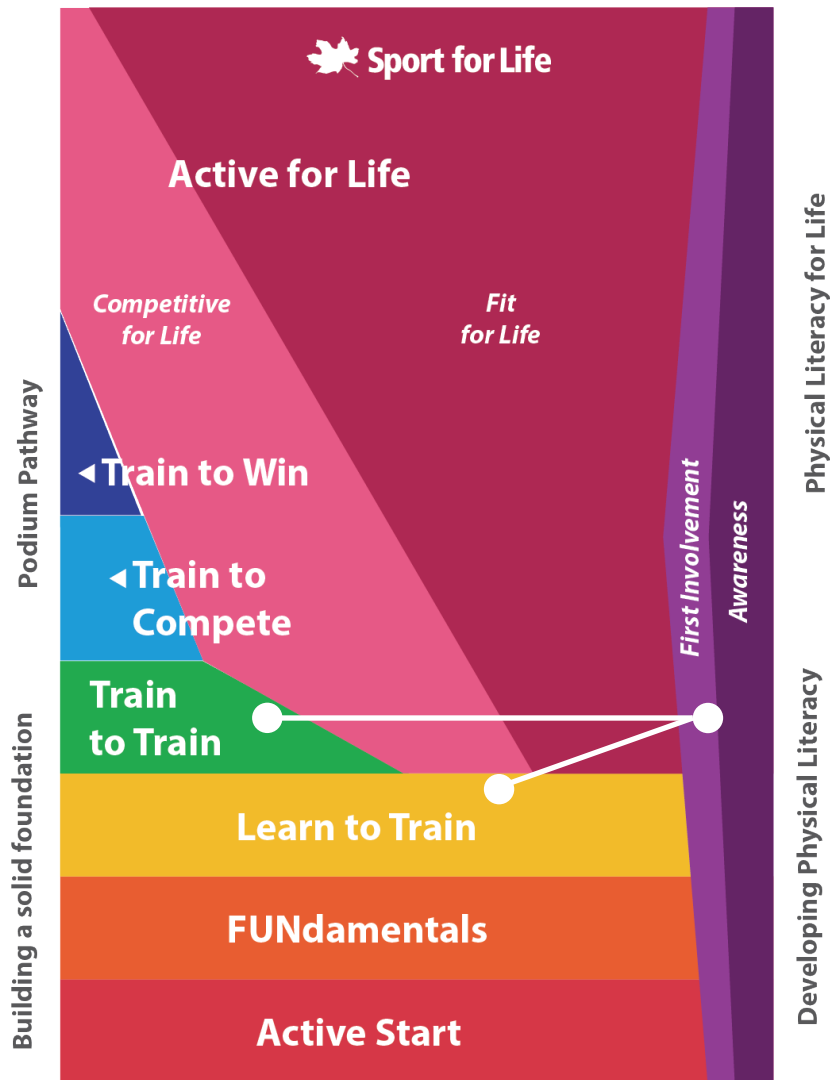 Sport for Life
Active for Life
Competitive
for Life
Fit
for Life
Train to Win
Train to
Compete
Train
to Train
Learn to Train
FUNdamentals
Active Start
First Involvement
Awareness
Podium Pathway
Building a solid foundation
Physical Literacy for Life
Developing Physical Literacy